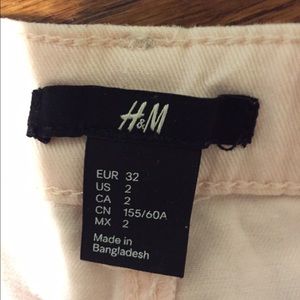 H&M
EUR 32
US 2
CA 2
CN 155/60A
MX 2
Made in
Bangladesh